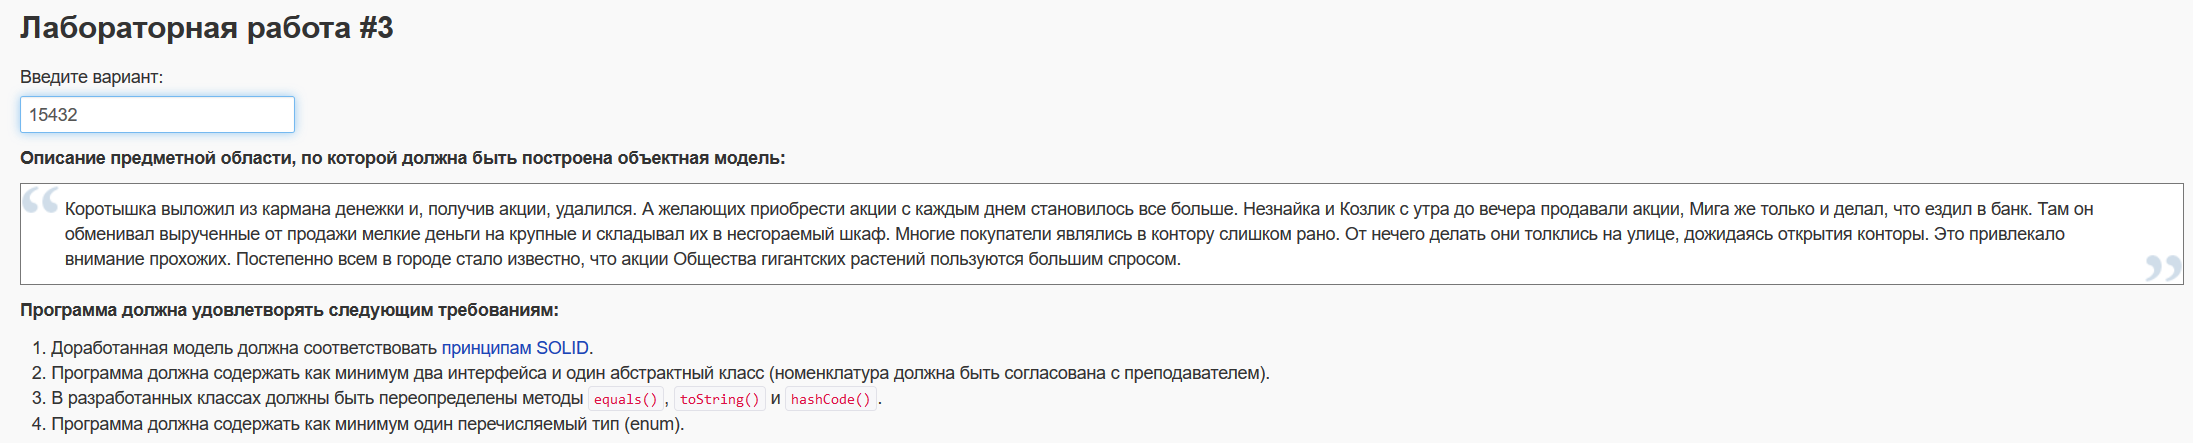 Лабораторная работа #3
Введите вариант:
15432
Описание предметной области, по которой должна быть построена объектная модель:
“ Коротышка выложил из кармана денежки и, получив акции, удалился. А желающих приобрести акции с каждым днем становилось все больше. Незнайка и Козлик с утра до вечера продавали акции, Мига же только и делал, что ездил в банк. Там он
обменивал вырученные от продажи мелкие деньги на крупные и складывал их в несгораемый шкаф. Многие покупатели являлись в контору слишком рано. От нечего делать они толклись на улице, дожидаясь открытия конторы. Это привлекало
внимание прохожих. Постепенно всем в городе стало известно, что акции Общества гигантских растений пользуются большим спросом. ”
Программа должна удовлетворять следующим требованиям:
1. Доработанная модель должна соответствовать принципам SOLID.
2. Программа должна содержать как минимум два интерфейса и один абстрактный класс (номенклатура должна быть согласована с преподавателем).
3. В разработанных классах должны быть переопределены методы equals(), toString() и hashCode().
4. Программа должна содержать как минимум один перечисляемый тип (enum).